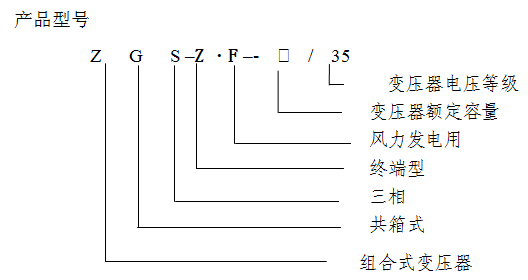 产品型号
Z G S–Z·F–- □ / 35
变压器电压等级
变压器额定容量
风力发电用
终端型
三相
共箱式
组合式变压器